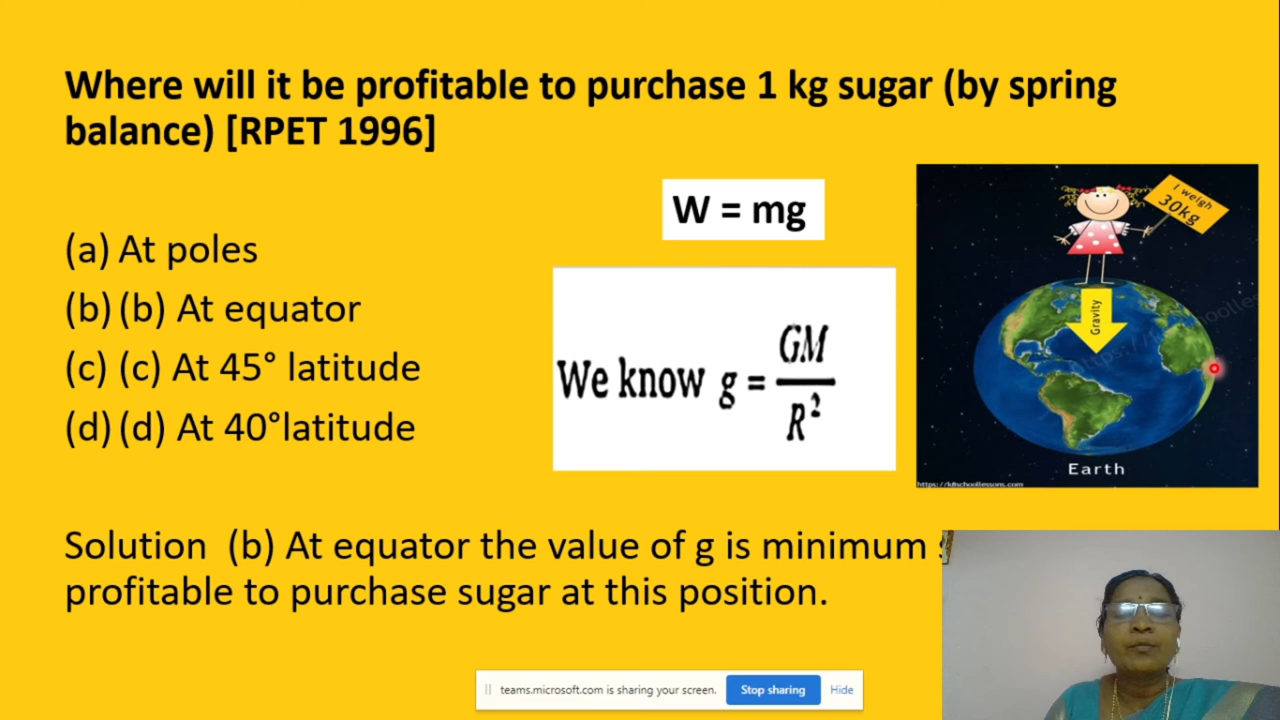 Where will it be profitable to purchase 1 kg sugar (by spring
balance) [RPET 1996]
W = mg
(a) At poles
(b) (b) At equator
(c) (c) At 45° latitude
(d) (d) At 40°latitude
We know g = GM
R²
I weigh
30kg
Gravity
Earth
https://k8schoollessons.com
Solution (b) At equator the value of g is minimum
profitable to purchase sugar at this position.
teams.microsoft.com is sharing your screen.
Stop sharing
Hide